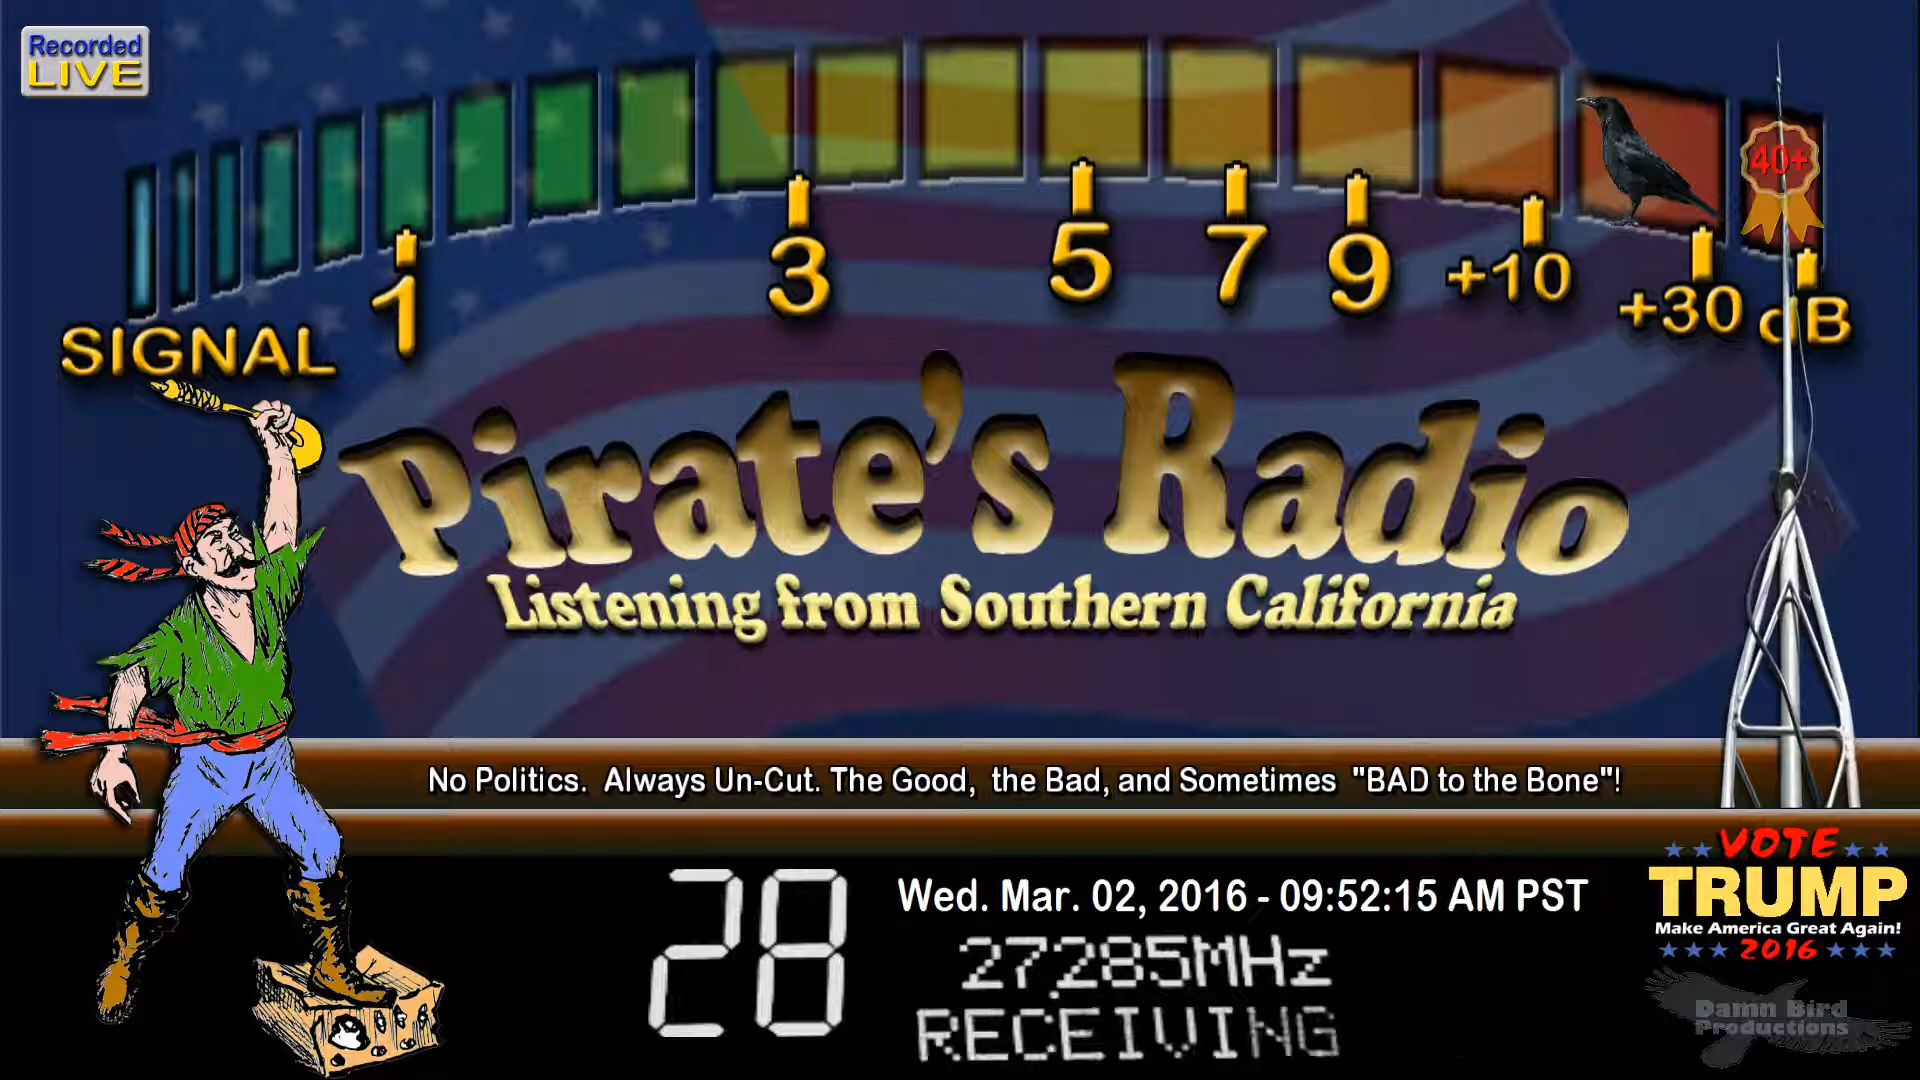 Recorded
LIVE
40+
SIGNAL 1 3 5 7 9 +10 +30 dB
Pirate's Radio
Listening from Southern California
No Politics. Always Un-Cut. The Good, the Bad, and Sometimes "BAD to the Bone"!
28
Wed. Mar. 02, 2016 - 09:52:15 AM PST
27.285MHz
RECEIVING
VOTE
TRUMP
Make America Great Again!
2016
Damn Bird
Productions